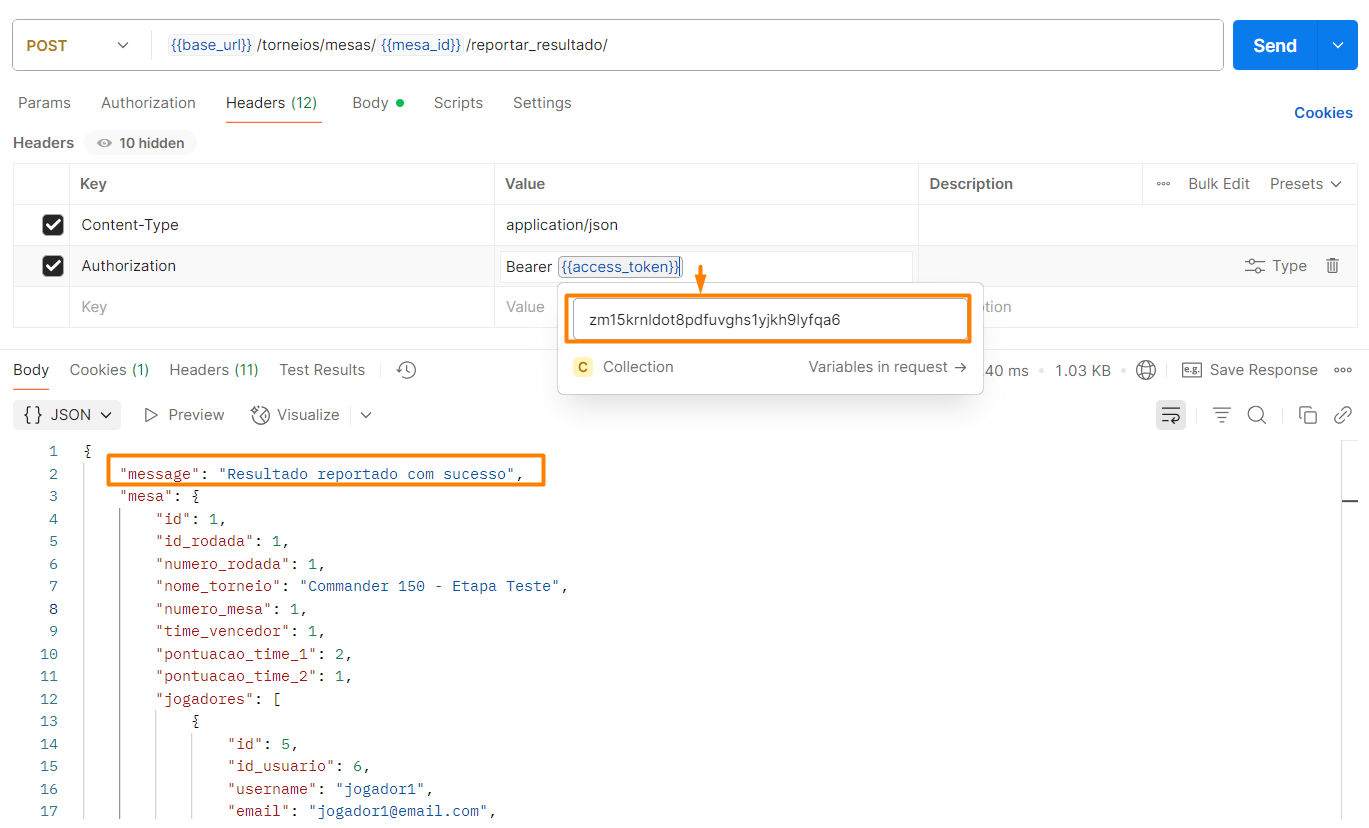 POST {{base_url}} /torneios/mesas/ {{mesa_id}} /reportar_resultado/ Send
Params Authorization Headers (12) Body Scripts Settings
Cookies
Headers 10 hidden
Key Value Description Bulk Edit Presets
Content-Type application/json
Authorization Bearer {{access_token}} Type
Key Value tion
zm15krnldot8pdfuvghs1yjkh9lyfqa6
C Collection Variables in request →
Body Cookies (1) Headers (11) Test Results 40 ms 1.03 KB e.g. Save Response
{} JSON Preview Visualize
1 {
2 "message": "Resultado reportado com sucesso",
3 "mesa": {
4 "id": 1,
5 "id_rodada": 1,
6 "numero_rodada": 1,
7 "nome_torneio": "Commander 150 - Etapa Teste",
8 "numero_mesa": 1,
9 "time_vencedor": 1,
10 "pontuacao_time_1": 2,
11 "pontuacao_time_2": 1,
12 "jogadores": [
13 {
14 "id": 5,
15 "id_usuario": 6,
16 "username": "jogador1",
17 "email": "jogador1@email.com",